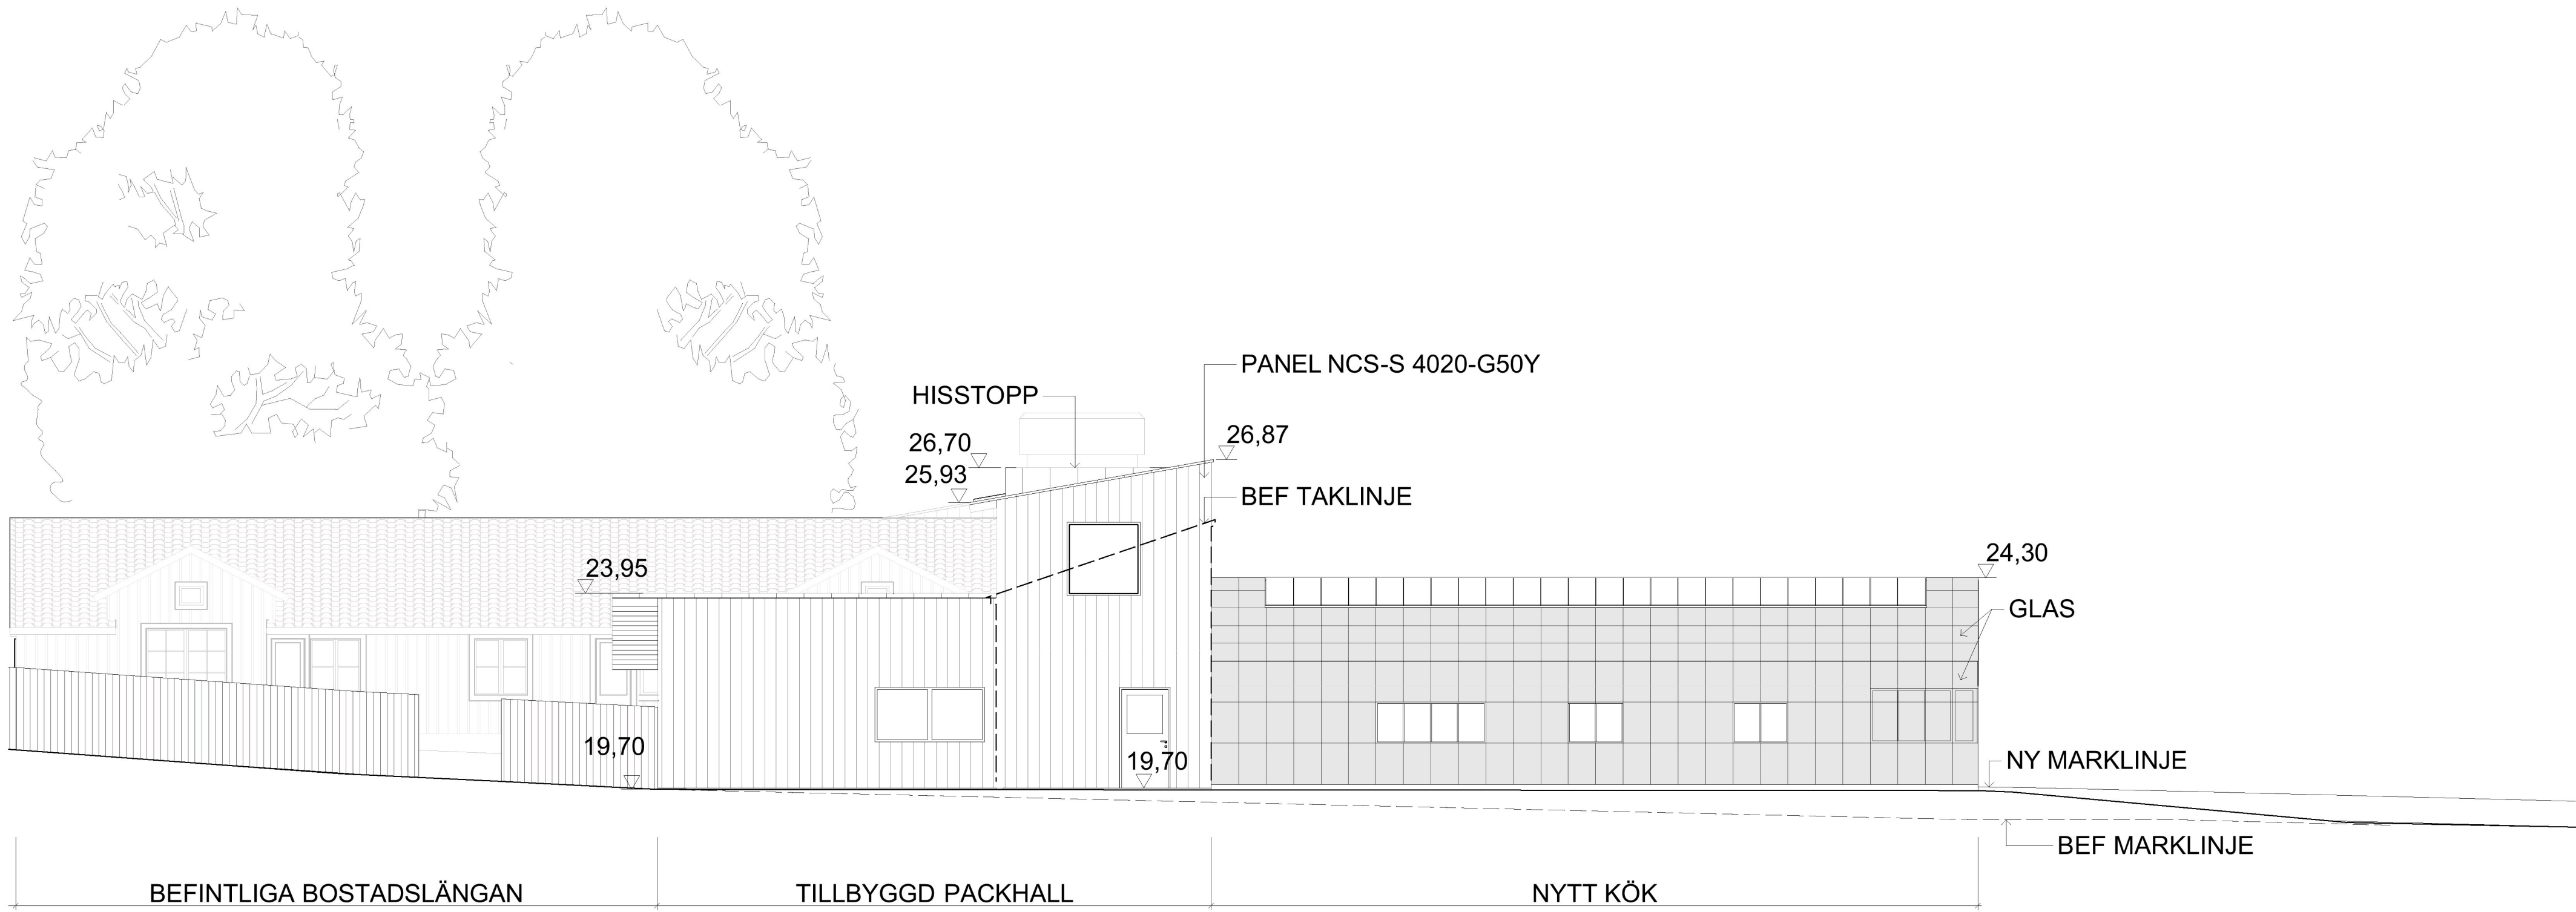 PANEL NCS-S 4020-G50Y
HISSTOPP
26,87
26,70
25,93
BEF TAKLINJE
24,30
23,95
GLAS
19,70
19,70
NY MARKLINJE
BEF MARKLINJE
BEFINTLIGA BOSTADSLÄNGAN
TILLBYGGD PACKHALL
NYTT KÖK